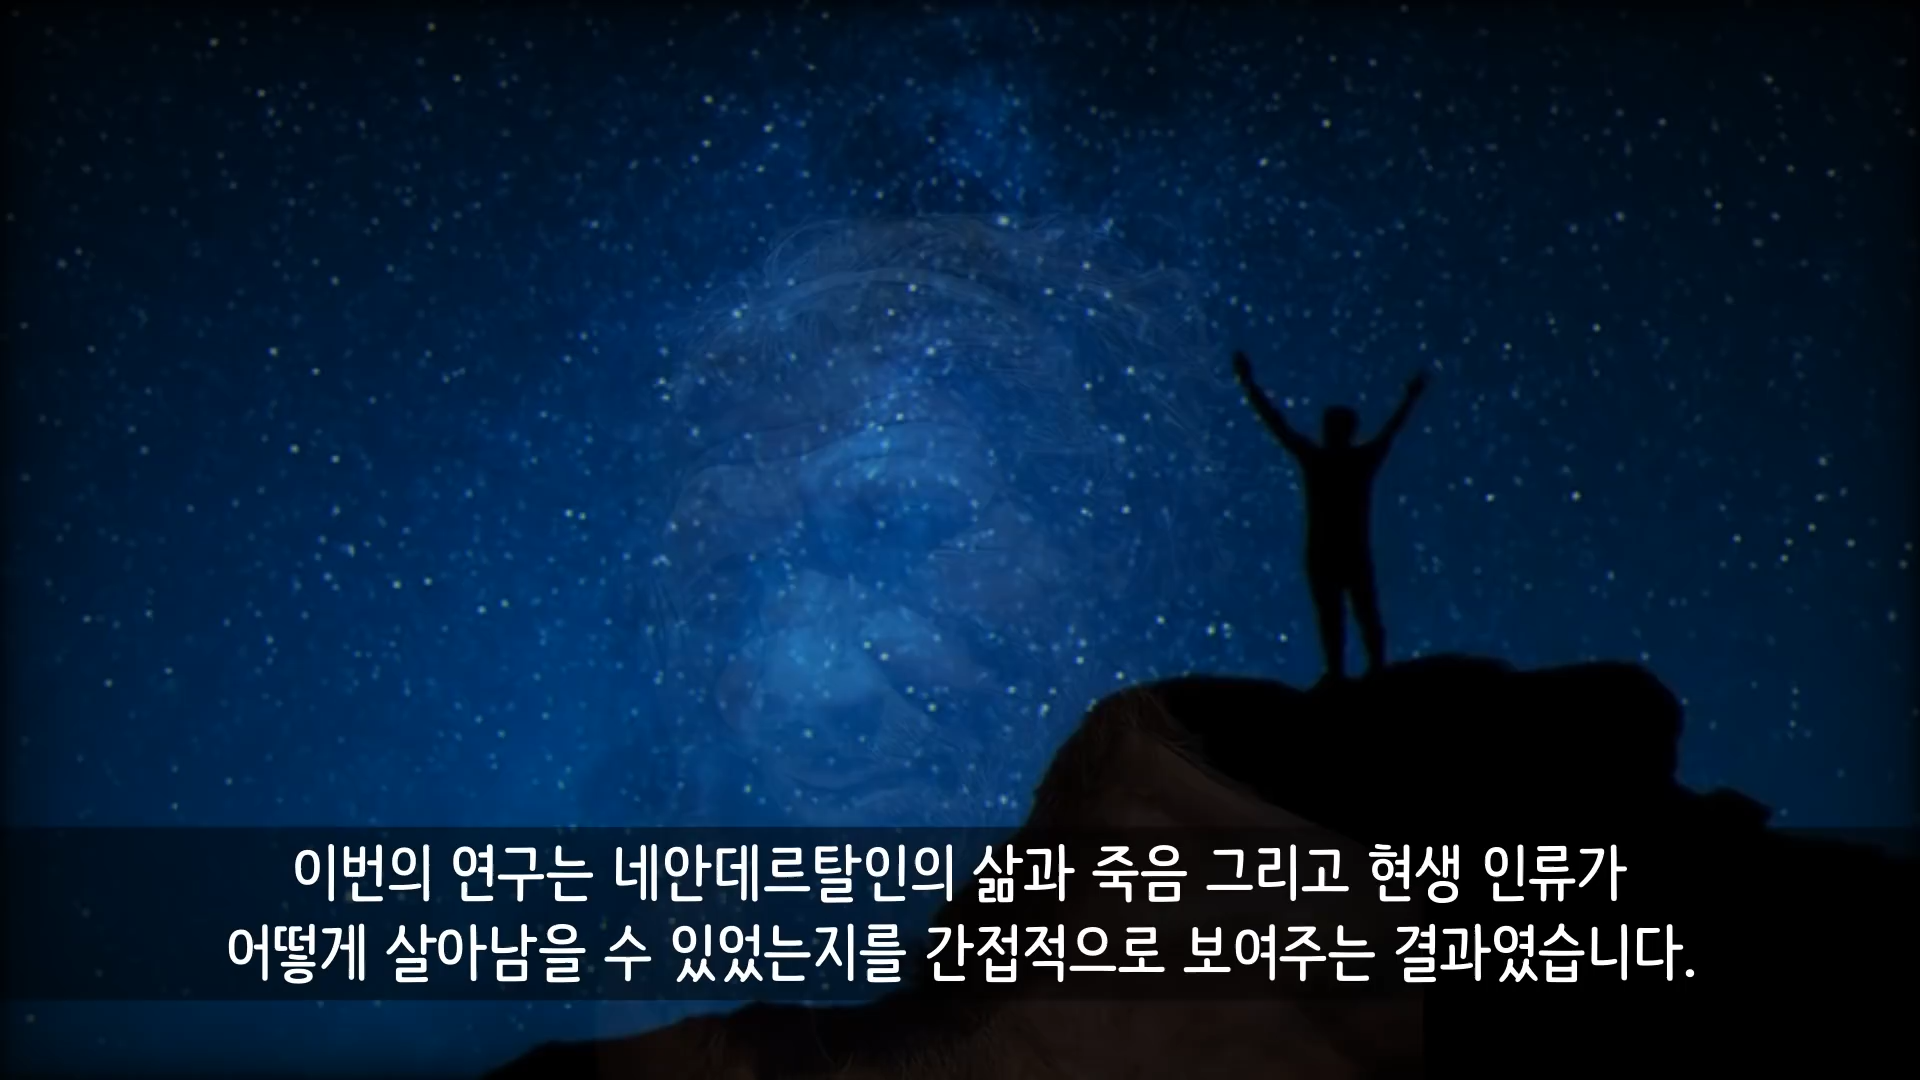 이번의 연구는 네안데르탈인의 삶과 죽음 그리고 현생 인류가
어떻게 살아남을 수 있었는지를 간접적으로 보여주는 결과였습니다.